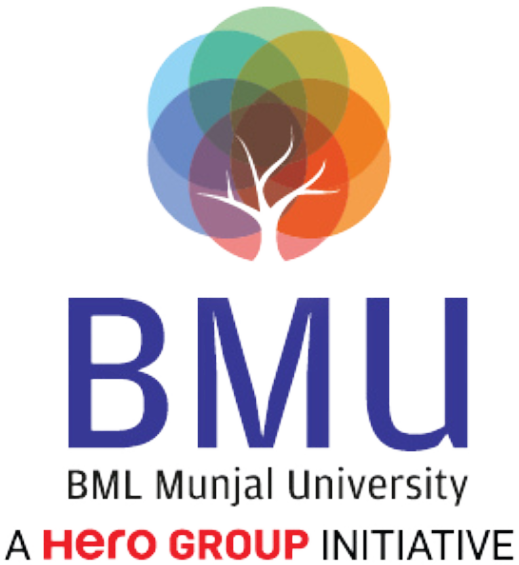 BMU
BML Munjal University
A Hero GROUP INITIATIVE